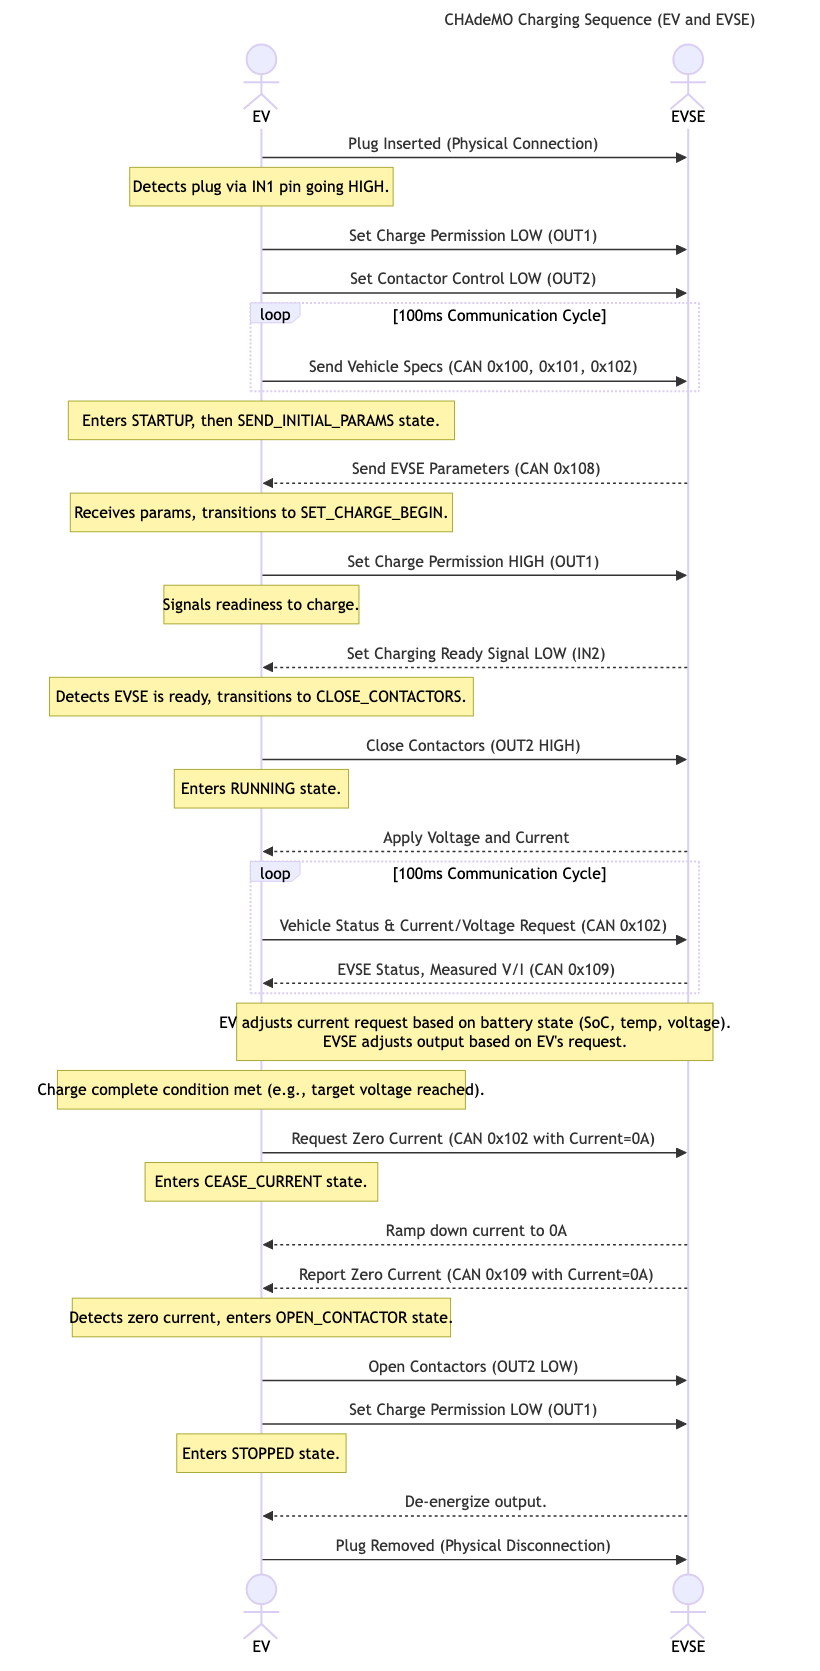 CHAdeMO Charging Sequence (EV and EVSE)
EV
EVSE
Plug Inserted (Physical Connection)
Detects plug via IN1 pin going HIGH.
Set Charge Permission LOW (OUT1)
Set Contactor Control LOW (OUT2)
loop
[100ms Communication Cycle]
Send Vehicle Specs (CAN 0x100, 0x101, 0x102)
Enters STARTUP, then SEND_INITIAL_PARAMS state.
Send EVSE Parameters (CAN 0x108)
Receives params, transitions to SET_CHARGE_BEGIN.
Set Charge Permission HIGH (OUT1)
Signals readiness to charge.
Set Charging Ready Signal LOW (IN2)
Detects EVSE is ready, transitions to CLOSE_CONTACTORS.
Close Contactors (OUT2 HIGH)
Enters RUNNING state.
Apply Voltage and Current
loop
[100ms Communication Cycle]
Vehicle Status & Current/Voltage Request (CAN 0x102)
EVSE Status, Measured V/I (CAN 0x109)
EV adjusts current request based on battery state (SoC, temp, voltage).
EVSE adjusts output based on EV's request.
Charge complete condition met (e.g., target voltage reached).
Request Zero Current (CAN 0x102 with Current=0A)
Enters CEASE_CURRENT state.
Ramp down current to 0A
Report Zero Current (CAN 0x109 with Current=0A)
Detects zero current, enters OPEN_CONTACTOR state.
Open Contactors (OUT2 LOW)
Set Charge Permission LOW (OUT1)
Enters STOPPED state.
De-energize output.
Plug Removed (Physical Disconnection)
EV
EVSE